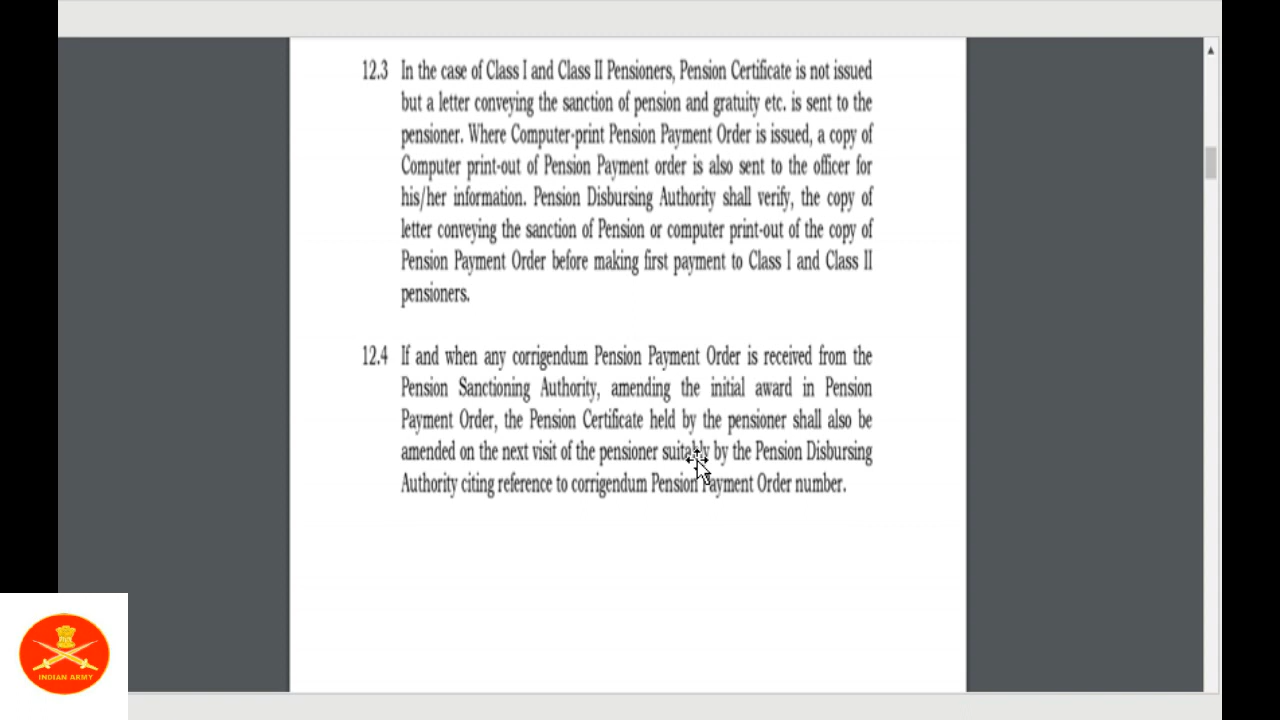 12.3 In the case of Class I and Class II Pensioners, Pension Certificate is not issued
but a letter conveying the sanction of pension and gratuity etc. is sent to the
pensioner. Where Computer-print Pension Payment Order is issued, a copy of
Computer print-out of Pension Payment order is also sent to the officer for
his/her information. Pension Disbursing Authority shall verify, the copy of
letter conveying the sanction of Pension or computer print-out of the copy of
Pension Payment Order before making first payment to Class I and Class II
pensioners.
12.4 If and when any corrigendum Pension Payment Order is received from the
Pension Sanctioning Authority, amending the initial award in Pension
Payment Order, the Pension Certificate held by the pensioner shall also be
amended on the next visit of the pensioner suitably by the Pension Disbursing
Authority citing reference to corrigendum Pension Payment Order number.
INDIAN ARMY